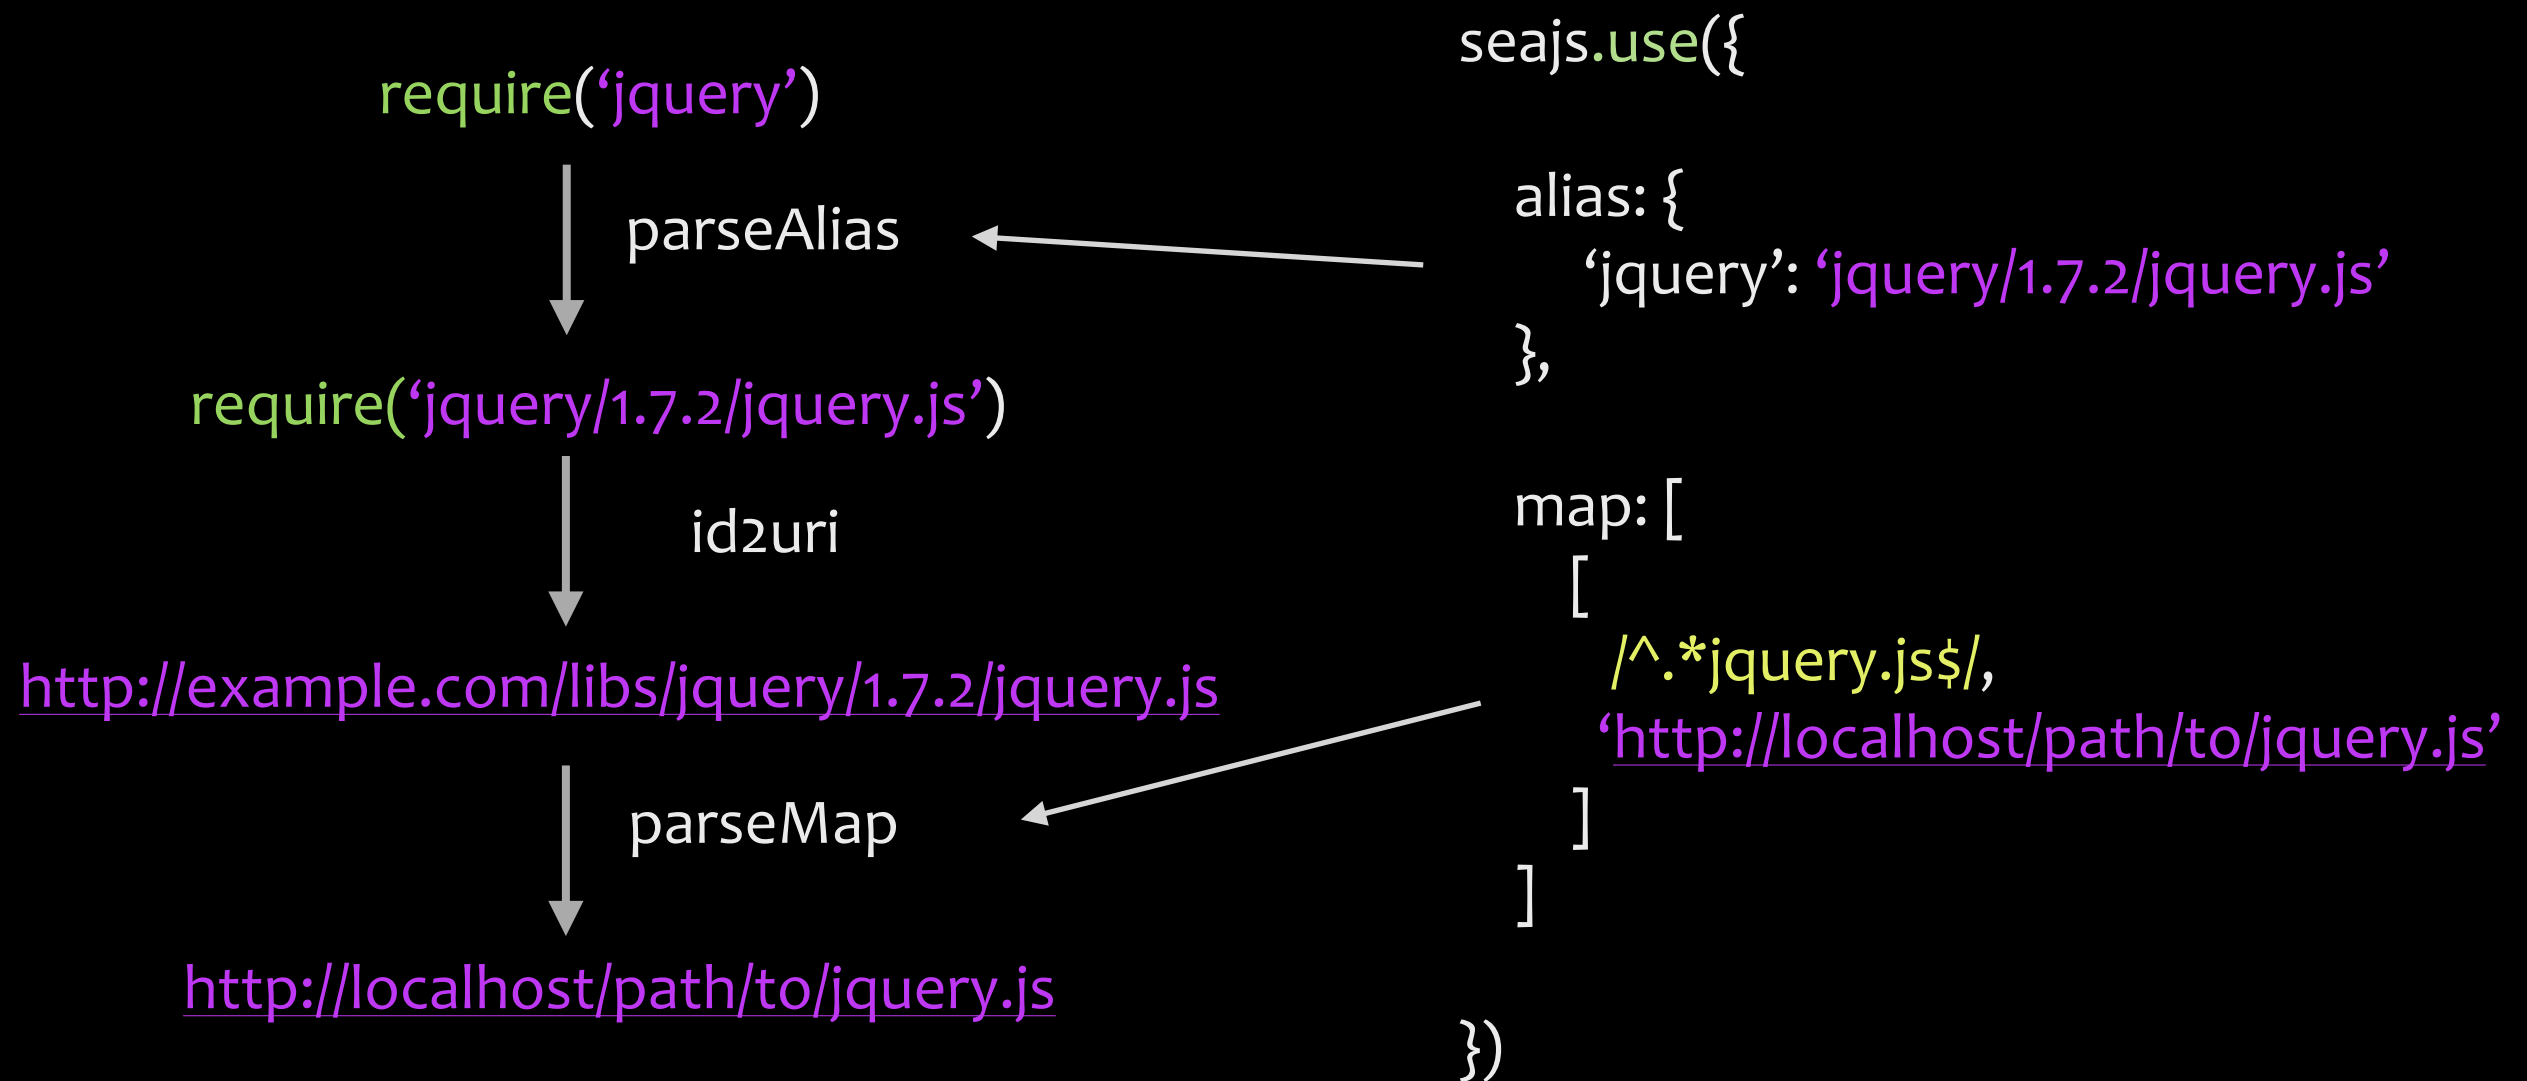 require(‘jquery’)
parseAlias
require(‘jquery/1.7.2/jquery.js’)
id2uri
http://example.com/libs/jquery/1.7.2/jquery.js
parseMap
http://localhost/path/to/jquery.js
seajs.use({
alias: {
‘jquery’: ‘jquery/1.7.2/jquery.js’
},
map: [
[
/^.*jquery.js$/,
‘http://localhost/path/to/jquery.js’
]
]
})